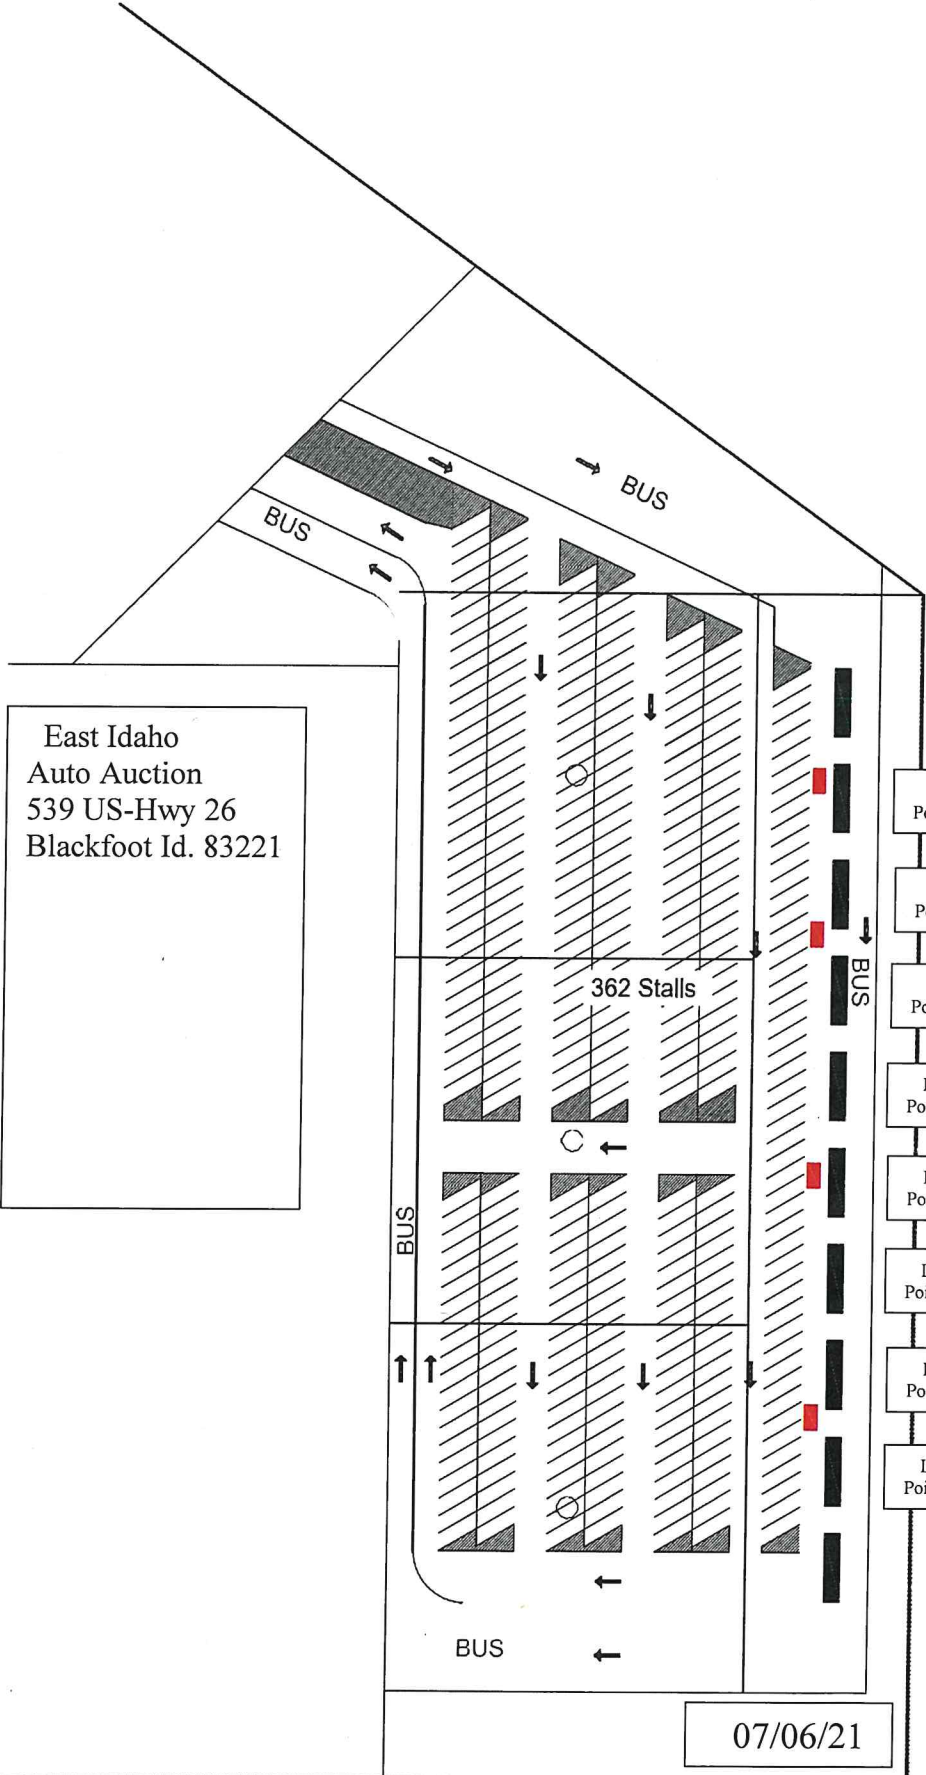 BUS
BUS
East Idaho
Auto Auction
539 US-Hwy 26
Blackfoot Id. 83221
BUS
362 Stalls
BUS
BUS
07/06/21